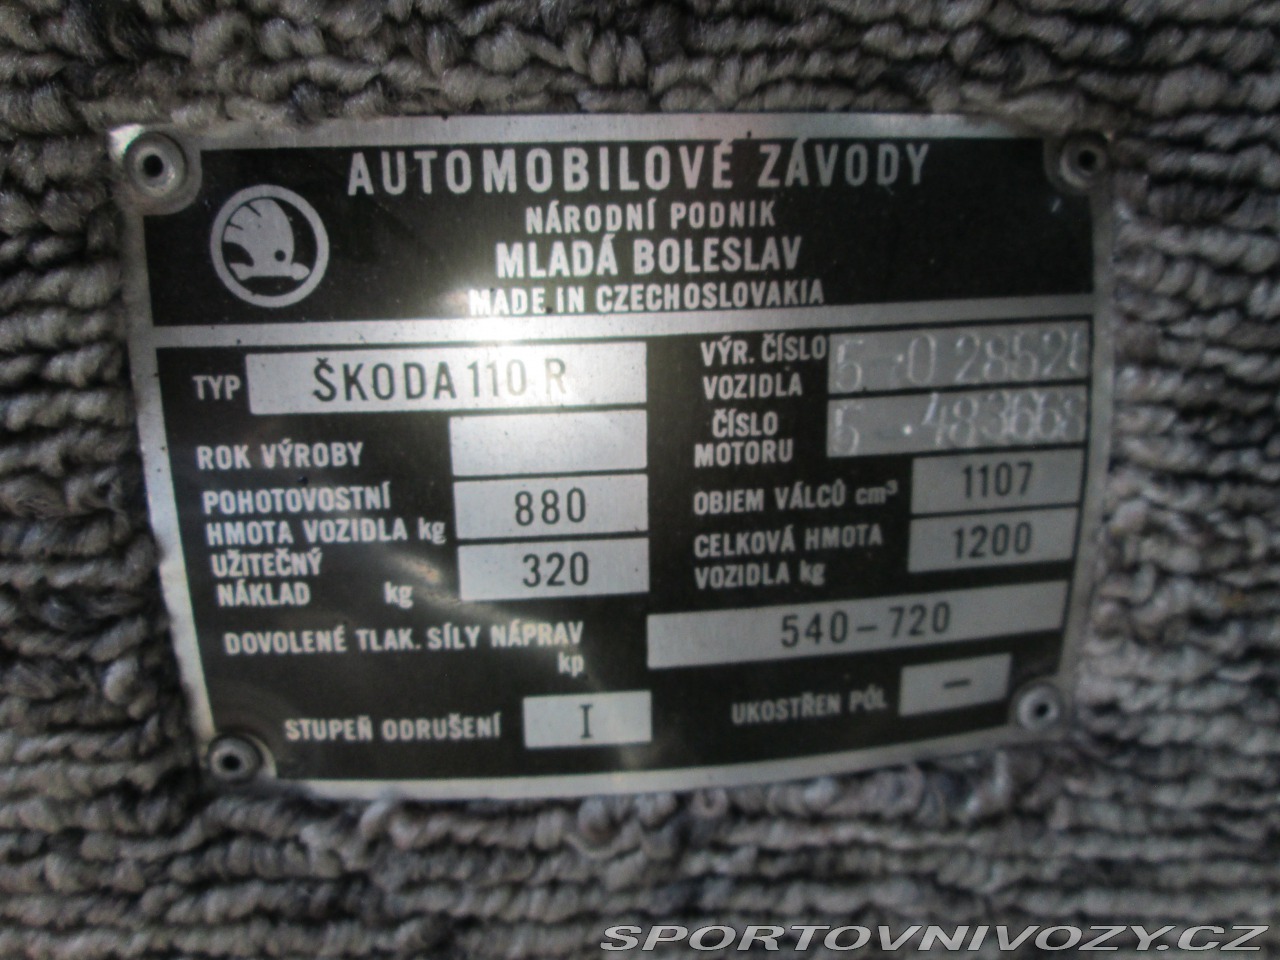 AUTOMOBILOVÉ ZÁVODY
NÁRODNÍ PODNIK
MLADÁ BOLESLAV
MADE IN CZECHOSLOVAKIA
TYP ŠKODA 110 R
ROK VÝROBY
POHOTOVOSTNÍ
HMOTA VOZIDLA kg 880
UŽITEČNÝ
NÁKLAD kg 320
VÝR. ČÍSLO
VOZIDLA
ČÍSLO
MOTORU
OBJEM VÁLCŮ cm³ 1107
CELKOVÁ HMOTA
VOZIDLA kg 1200
DOVOLENÉ TLAK. SÍLY NÁPRAV
kp 540-720
STUPEŇ ODRUŠENÍ I
UKOSTŘEN PÓL –
SPORTOVNIVOZY.CZ